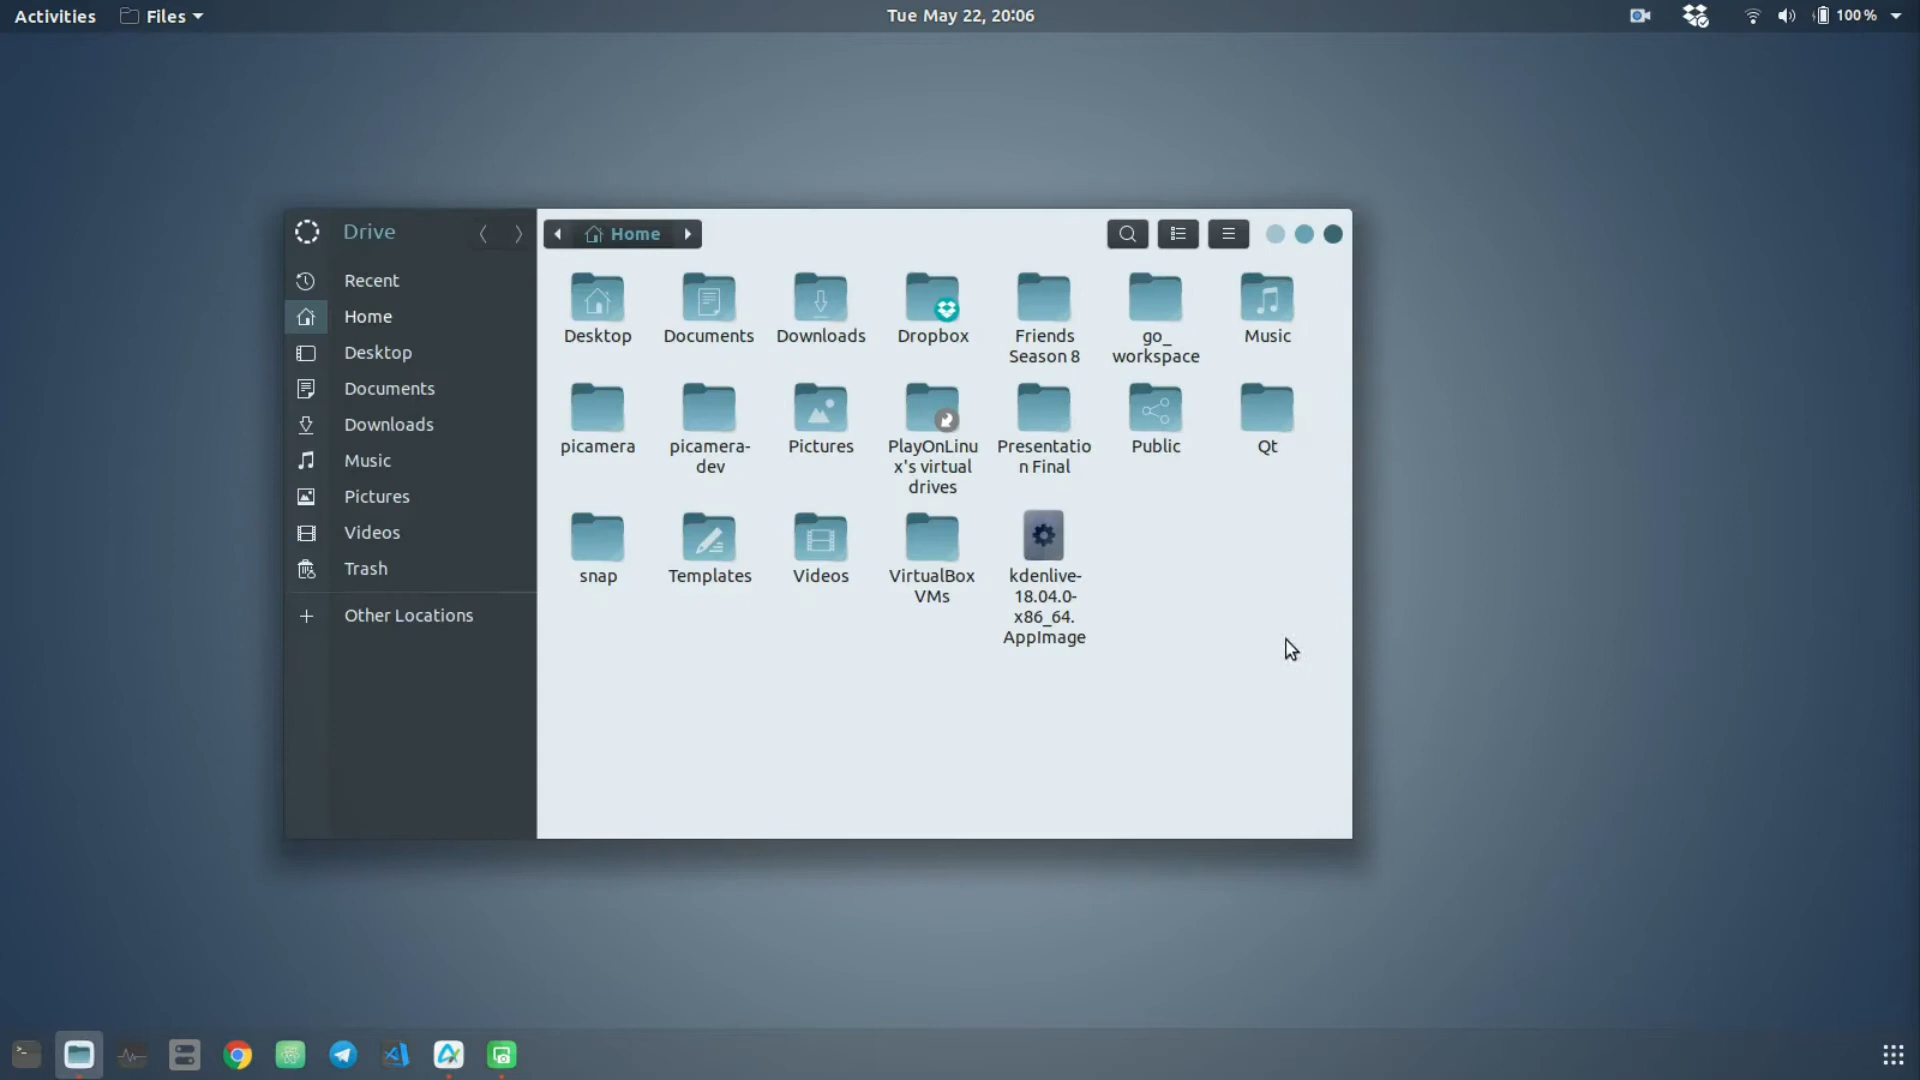 Activities
Files
Tue May 22, 20:06
100 %
Drive
Home
Recent
Home
Desktop
Documents
Downloads
Music
Pictures
Videos
Trash
Other Locations
Desktop
Documents
Downloads
Dropbox
Friends
Season 8
go_
workspace
Music
picamera
picamera-
dev
Pictures
PlayOnLinu
x's virtual
drives
Presentatio
n Final
Public
Qt
snap
Templates
Videos
VirtualBox
VMs
kdenlive-
18.04.0-
x86_64.
AppImage